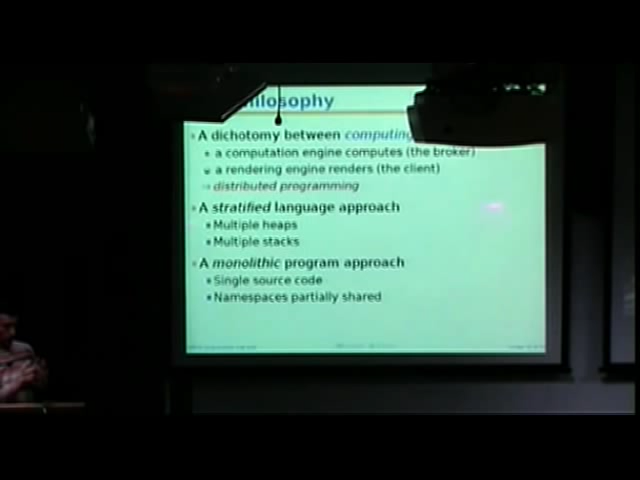 ilosophy
A dichotomy between computing
a computation engine computes (the broker)
a rendering engine renders (the client)
distributed programming
A stratified language approach
Multiple heaps
Multiple stacks
A monolithic program approach
Single source code
Namespaces partially shared